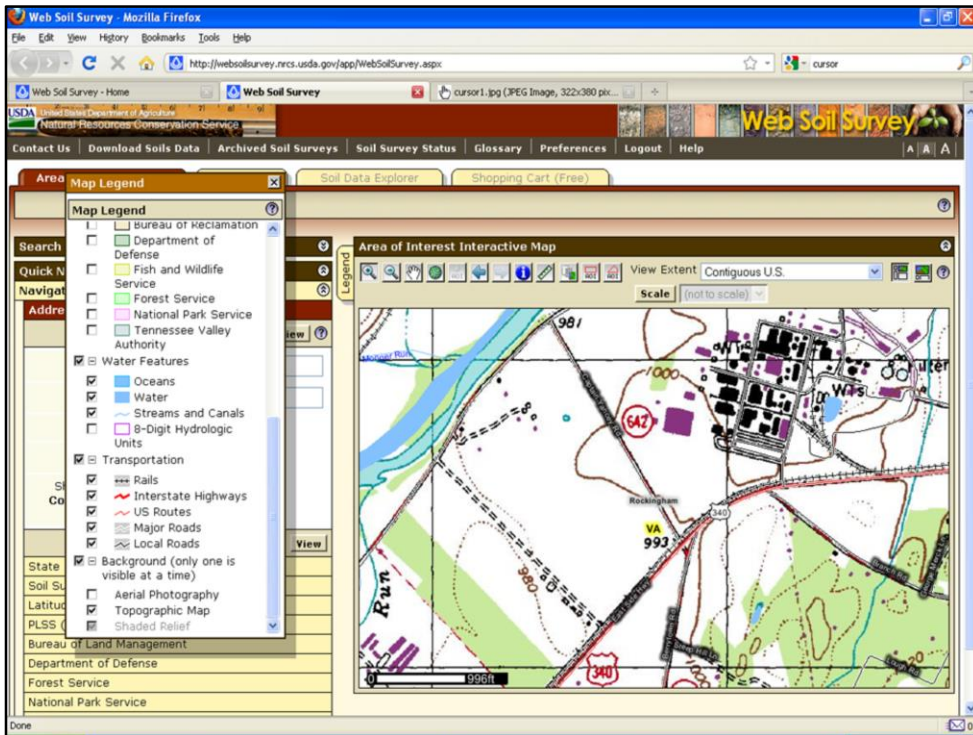 Web Soil Survey - Mozilla Firefox
File Edit View History Bookmarks Tools Help
http://websoilsurvey.nrcs.usda.gov/app/WebSoilSurvey.aspx
cursor
Web Soil Survey - Home
Web Soil Survey
cursor1.jpg (JPEG Image, 322x380 pix...
USDA United States Department of Agriculture
Natural Resources Conservation Service
Web Soil Survey
Contact Us Download Soils Data Archived Soil Surveys Soil Survey Status Glossary Preferences Logout Help
A A A
Area
Soil Data Explorer
Shopping Cart (Free)
Map Legend
Map Legend
Bureau of Reclamation
Department of
Defense
Fish and Wildlife
Service
Forest Service
National Park Service
Tennessee Valley
Authority
Water Features
Oceans
Water
Streams and Canals
8-Digit Hydrologic
Units
Transportation
Rails
Interstate Highways
US Routes
Major Roads
Local Roads
Background (only one is
visible at a time)
Aerial Photography
Topographic Map
Shaded Relief
Search
Quick N
Navigat
Addre
iew
Co
View
State
Soil Su
Latitud
PLSS (
Bureau of Land Management
Department of Defense
Forest Service
National Park Service
Legend
Area of Interest Interactive Map
View Extent Contiguous U.S.
Scale (not to scale)
981
1000
1000
WTs
642
Rockingham
340
VA
993
980
Run
340
0 996ft
Done